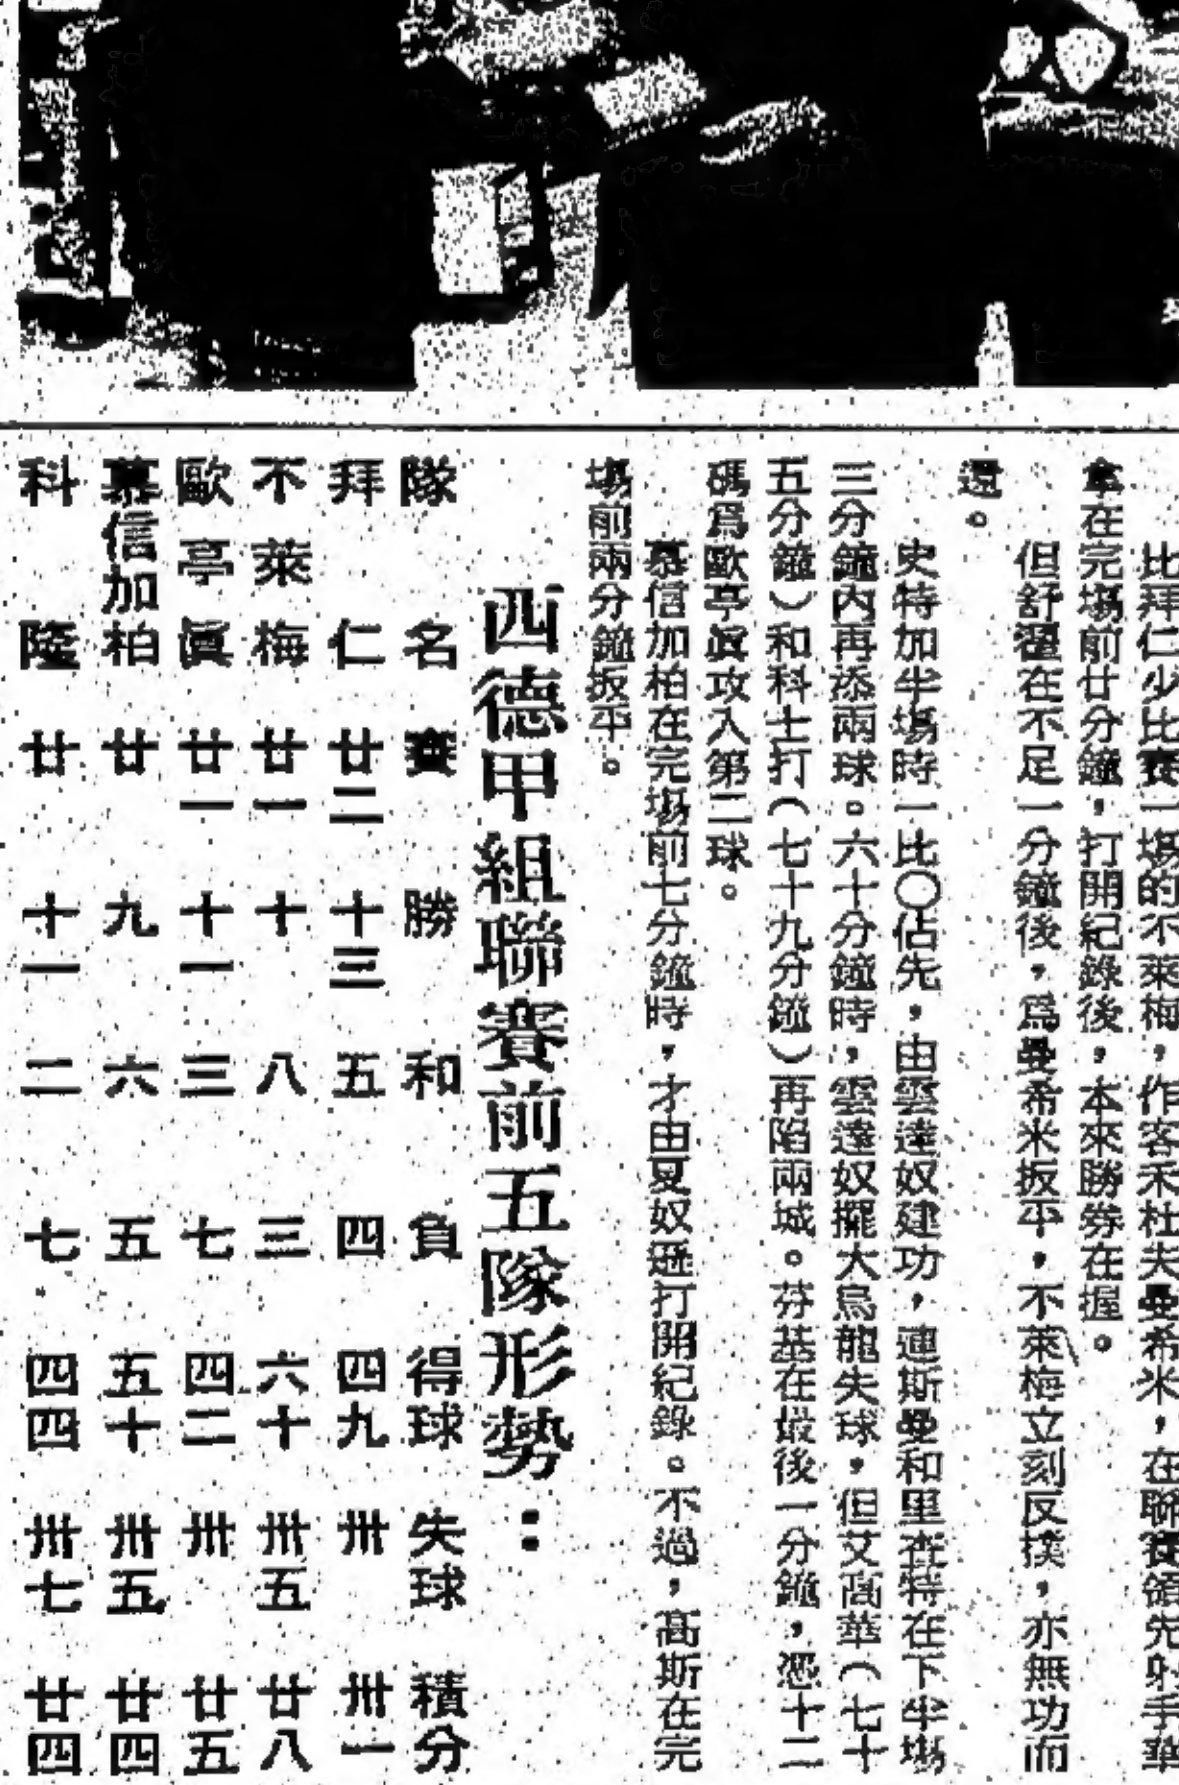 比拜仁少比賽一場的不萊梅，作客禾杜夫曼希米，在聯賽領先射手華
拿在完場前廿分鐘，打開紀錄後，本來勝券在握。
但舒翟在不足一分鐘後，爲曼希米扳平，不萊梅立刻反撲，亦無功而
還。
史特加半場時一比〇佔先，由雲達奴建功，連斯曼和里查特在下半場
三分鐘內再添兩球。六十分鐘時，雲達奴擺大烏龍失球，但艾高華（七十
五分鐘）和科士打（七十九分鐘）再陷兩城。芬基在最後一分鐘，憑十二
碼爲歐亭眞攻入第二球。
慕信加柏在完場前七分鐘時，才由夏奴遜打開紀錄。不過，高斯在完
場前兩分鐘扳平。
西德甲組聯賽前五隊形勢：
隊名 賽 勝 和 負 得球 失球 積分
拜仁 廿二 十三 五 四 四九 卅 卅一
不萊梅 廿一 十 八 三 六十 卅五 廿八
歐亭眞 廿一 十一 三 七 四二 卅 廿五
慕信加柏 廿 九 六 五 五十 卅五 廿四
科隆 廿 十一 二 七 四四 卅七 廿四